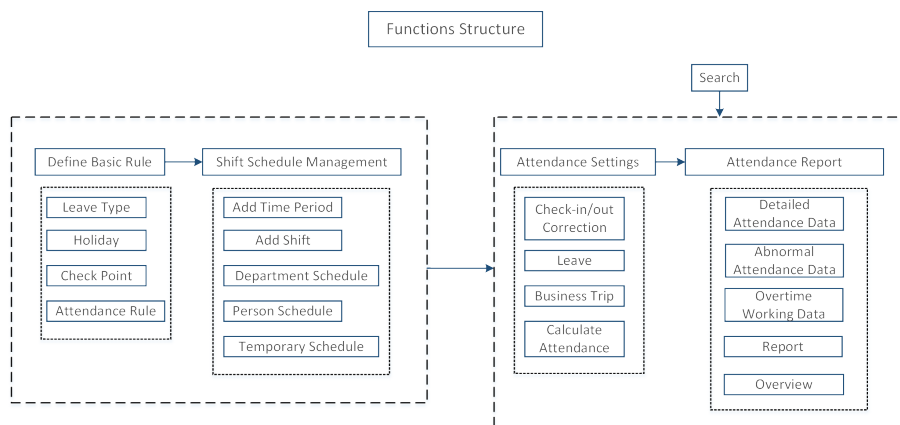 Functions Structure
Search
Define Basic Rule
Shift Schedule Management
Leave Type
Holiday
Check Point
Attendance Rule
Add Time Period
Add Shift
Department Schedule
Person Schedule
Temporary Schedule
Attendance Settings
Attendance Report
Check-in/out
Correction
Leave
Business Trip
Calculate
Attendance
Detailed
Attendance Data
Abnormal
Attendance Data
Overtime
Working Data
Report
Overview